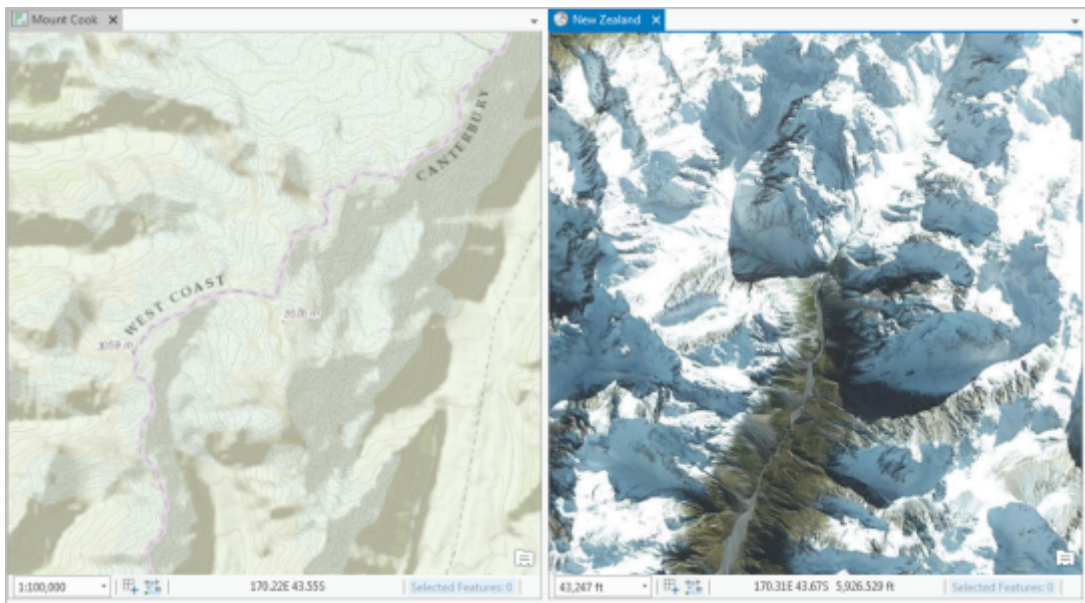 Mount Cook
New Zealand
CANTERBURY
WEST COAST
3059 m
1:100,000
170.22E 43.55S
Selected Features: 0
43,247 ft
170.31E 43.67S 5,926.529 ft
Selected Features: 0